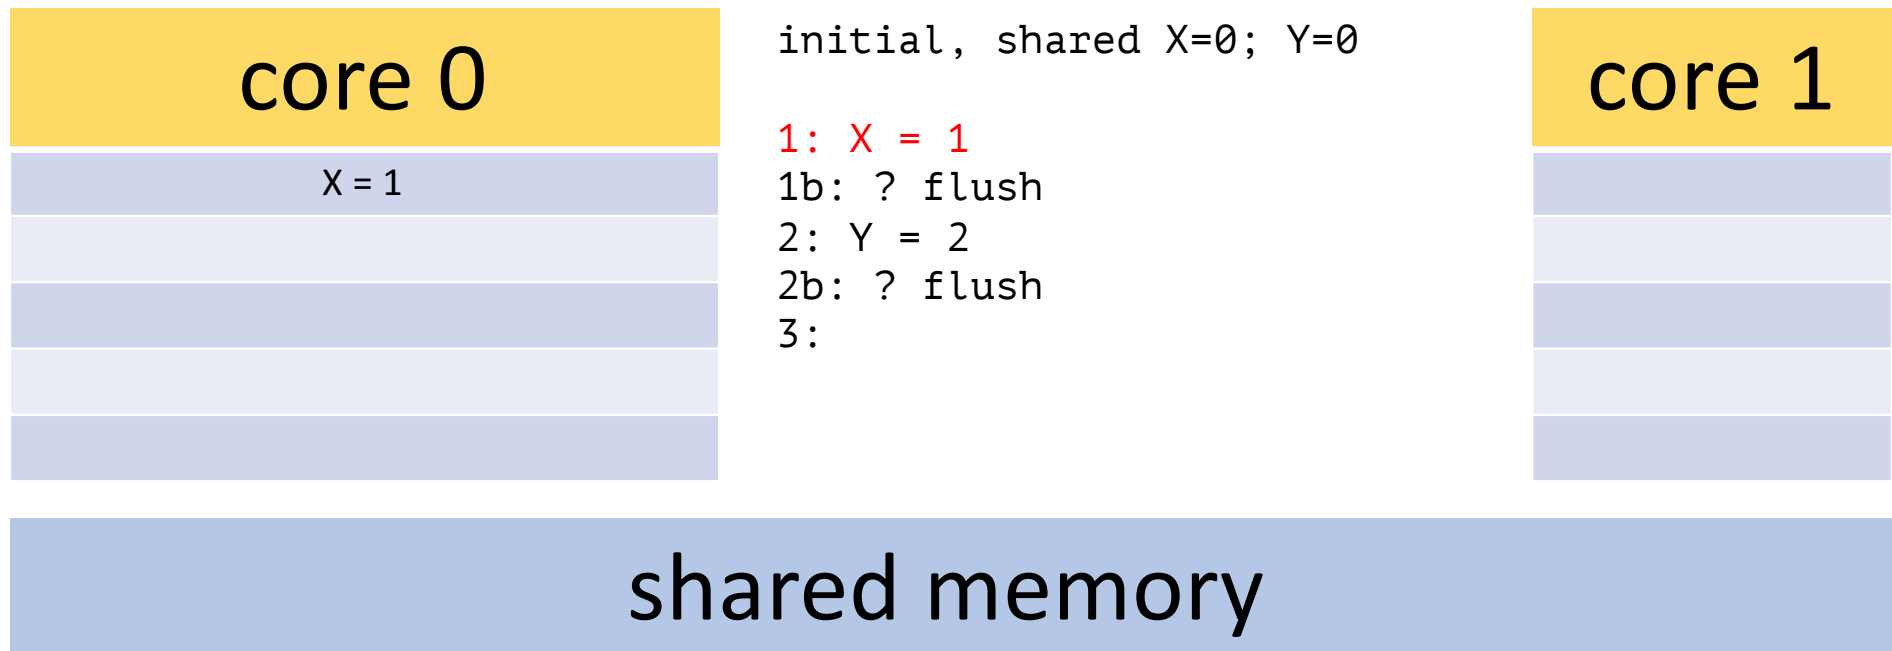 core 0
X = 1
initial, shared X=0; Y=0
1: X = 1
1b: ? flush
2: Y = 2
2b: ? flush
3:
core 1
shared memory